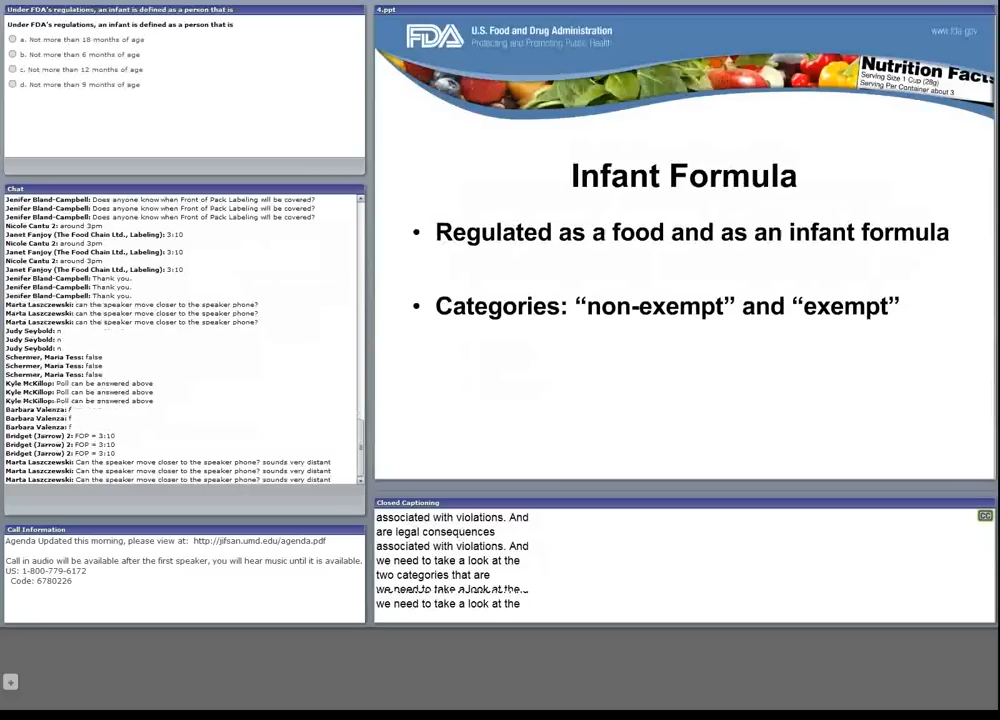 Under FDA's regulations, an infant is defined as a person that is
Under FDA's regulations, an infant is defined as a person that is
a. Not more than 18 months of age
b. Not more than 6 months of age
c. Not more than 12 months of age
d. Not more than 9 months of age
Chat
Jenifer Bland-Campbell: Does anyone know when Front of Pack Labeling will be covered?
Jenifer Bland-Campbell: Does anyone know when Front of Pack Labeling will be covered?
Jenifer Bland-Campbell: Does anyone know when Front of Pack Labeling will be covered?
Nicole Cantu 2: around 3pm
Janet Fanjoy (The Food Chain Ltd., Labeling): 3:10
Nicole Cantu 2: around 3pm
Janet Fanjoy (The Food Chain Ltd., Labeling): 3:10
Nicole Cantu 2: around 3pm
Janet Fanjoy (The Food Chain Ltd., Labeling): 3:10
Jenifer Bland-Campbell: Thank you.
Jenifer Bland-Campbell: Thank you.
Jenifer Bland-Campbell: Thank you.
Marta Laszczewski: can the speaker move closer to the speaker phone?
Marta Laszczewski: can the speaker move closer to the speaker phone?
Marta Laszczewski: can the speaker move closer to the speaker phone?
Judy Seybold: n
Judy Seybold: n
Judy Seybold: n
Schermer, Maria Tess: false
Schermer, Maria Tess: false
Schermer, Maria Tess: false
Kyle McKillop: Poll can be answered above
Kyle McKillop: Poll can be answered above
Kyle McKillop: Poll can be answered above
Barbara Valenza: f
Barbara Valenza: f
Barbara Valenza: f
Bridget (Jarrow) 2: FOP = 3:10
Bridget (Jarrow) 2: FOP = 3:10
Bridget (Jarrow) 2: FOP = 3:10
Marta Laszczewski: Can the speaker move closer to the speaker phone? sounds very distant
Marta Laszczewski: Can the speaker move closer to the speaker phone? sounds very distant
Marta Laszczewski: Can the speaker move closer to the speaker phone? sounds very distant
Call Information
Agenda Updated this morning, please view at: http://jifsan.umd.edu/agenda.pdf
Call in audio will be available after the first speaker, you will hear music until it is available.
US: 1-800-779-6172
Code: 6780226
4.ppt
FDA U.S. Food and Drug Administration
Protecting and Promoting Public Health
www.fda.gov
Nutrition Facts
Serving Size 1 Cup (28g)
Serving Per Container about 3
Infant Formula
• Regulated as a food and as an infant formula
• Categories: “non-exempt” and “exempt”
Closed Captioning
associated with violations. And
are legal consequences
associated with violations. And
we need to take a look at the
two categories that are
we need to take a look at the
we need to take a look at the
CC